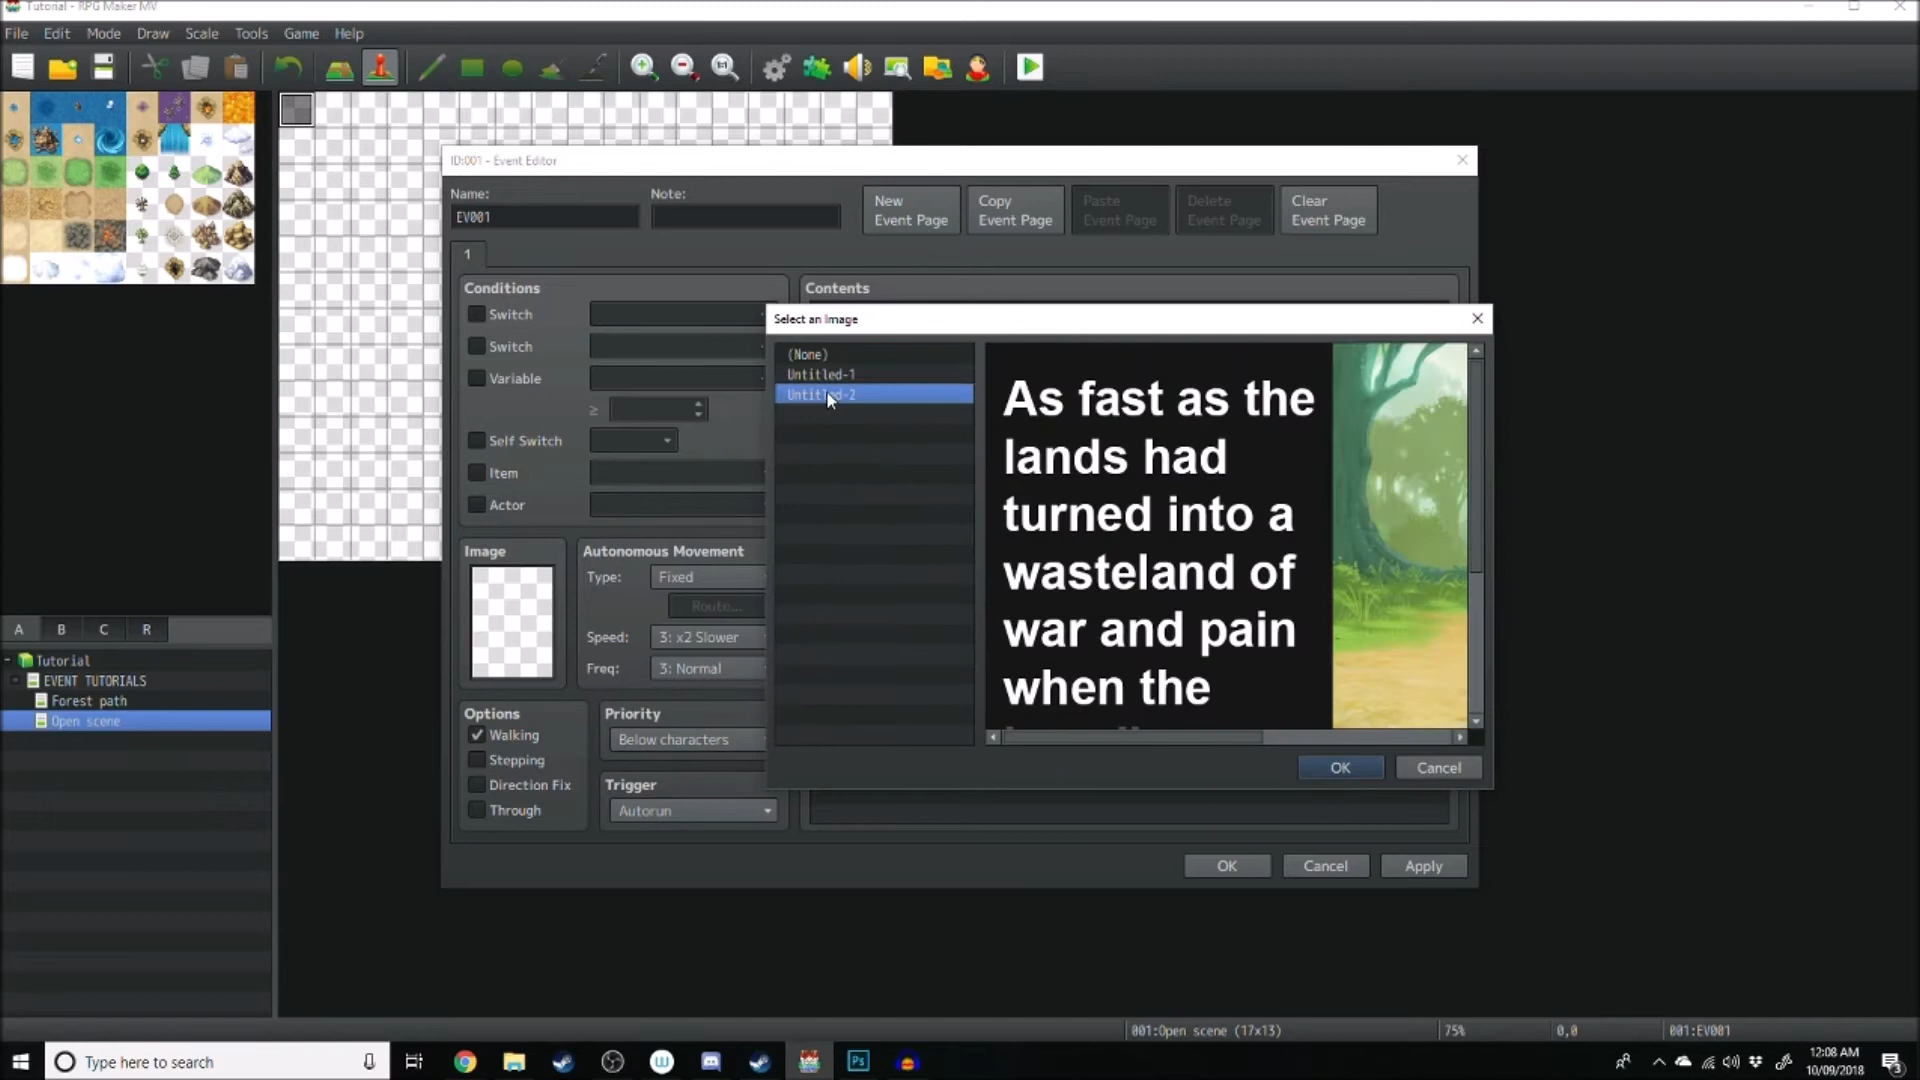 Tutorial - RPG Maker MV
File Edit Mode Draw Scale Tools Game Help
ID:001 - Event Editor
Name:
Note:
EV001
New Event Page
Copy Event Page
Paste Event Page
Delete Event Page
Clear Event Page
1
Conditions
Switch
Switch
Variable
≥
Self Switch
Item
Actor
Image
Autonomous Movement
Type: Fixed
Route...
Speed: 3: x2 Slower
Freq: 3: Normal
Options
Walking
Stepping
Direction Fix
Through
Priority
Below characters
Trigger
Autorun
Contents
Select an Image
(None)
Untitled-1
Untitled-2
As fast as the
lands had
turned into a
wasteland of
war and pain
when the
OK Cancel
OK Cancel Apply
A B C R
Tutorial
EVENT TUTORIALS
Forest path
Open scene
001:Open scene (17x13) 75% 0,0 001:EV001
Type here to search
Ps
12:08 AM
10/09/2018
3